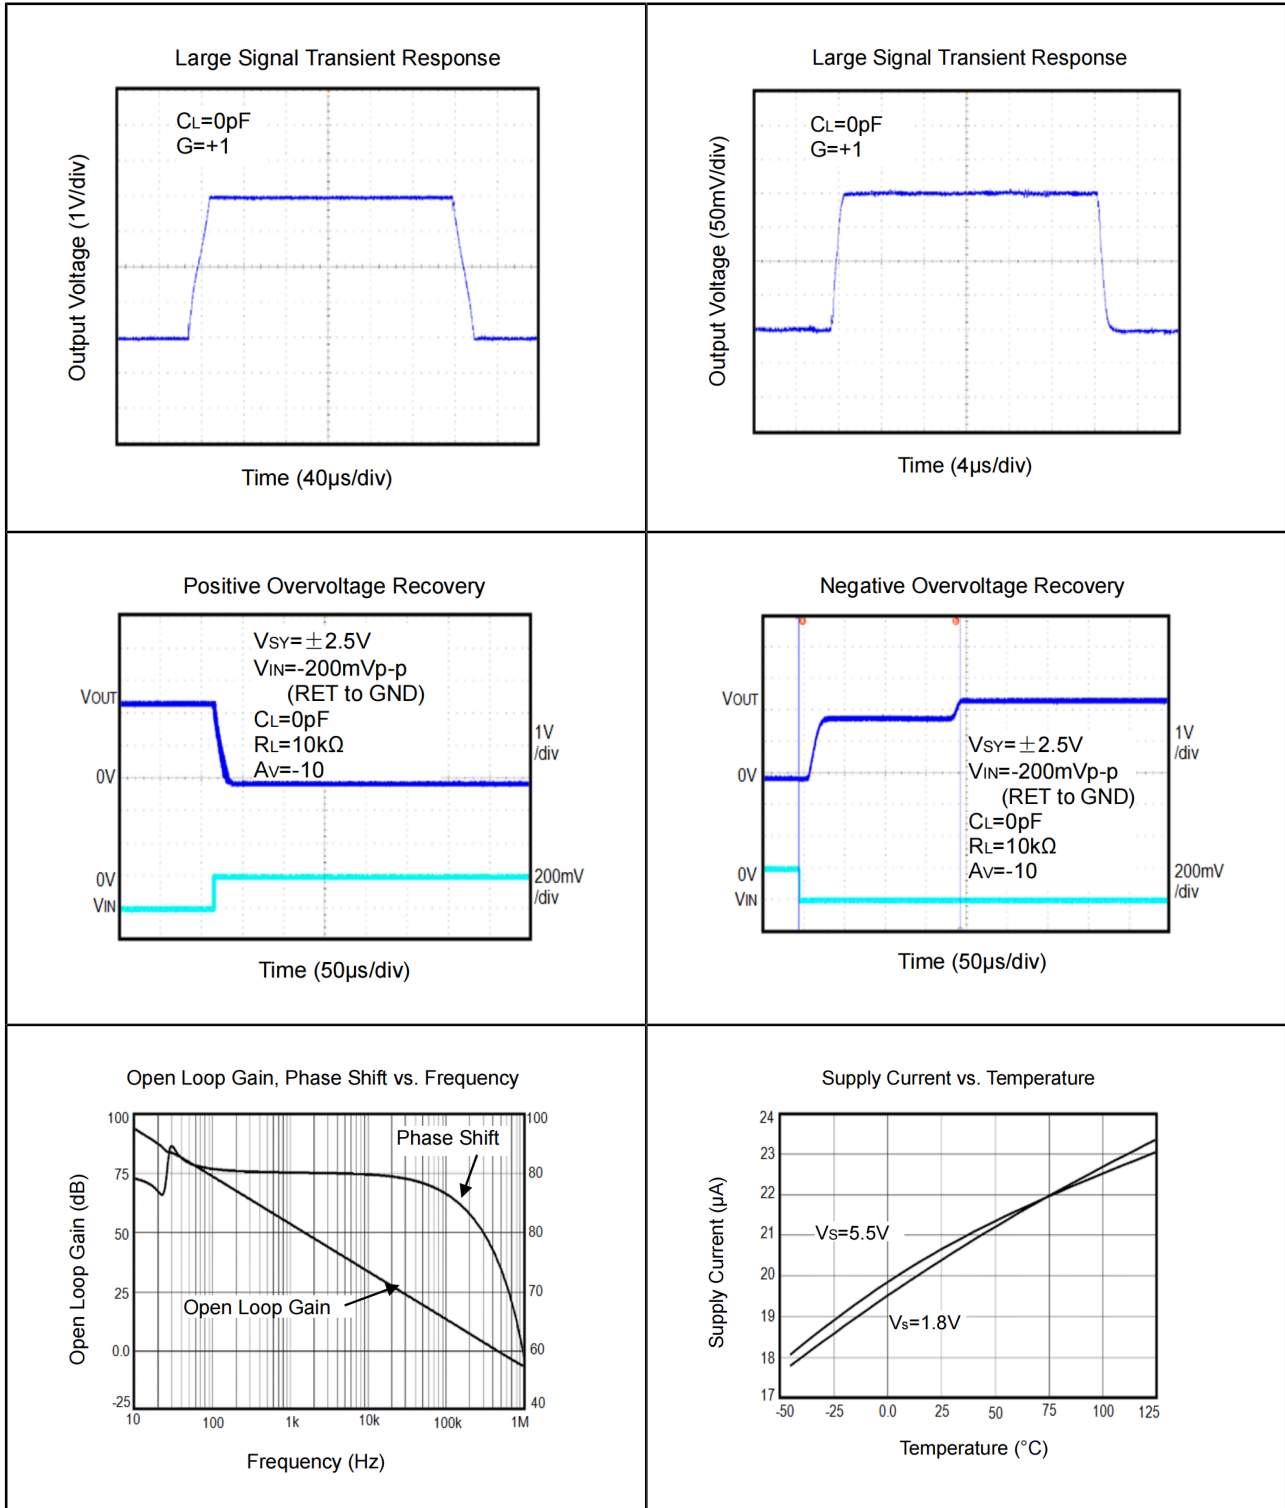 Large Signal Transient Response
CL=0pF
G=+1
Output Voltage (1V/div)
Time (40µs/div)
Large Signal Transient Response
CL=0pF
G=+1
Output Voltage (50mV/div)
Time (4µs/div)
Positive Overvoltage Recovery
VSY=±2.5V
VIN=-200mVp-p
(RET to GND)
CL=0pF
RL=10kΩ
AV=-10
VOUT
0V
1V
/div
0V
VIN
200mV
/div
Time (50µs/div)
Negative Overvoltage Recovery
VOUT
0V
1V
/div
VSY=±2.5V
VIN=-200mVp-p
(RET to GND)
CL=0pF
RL=10kΩ
AV=-10
0V
VIN
200mV
/div
Time (50µs/div)
Open Loop Gain, Phase Shift vs. Frequency
100
75
50
25
0.0
-25
Open Loop Gain (dB)
Phase Shift
Open Loop Gain
100
80
80
70
60
40
10 100 1k 10k 100k 1M
Frequency (Hz)
Supply Current vs. Temperature
24
23
22
21
20
19
18
17
Supply Current (µA)
VS=5.5V
Vs=1.8V
-50 -25 0.0 25 50 75 100 125
Temperature (°C)